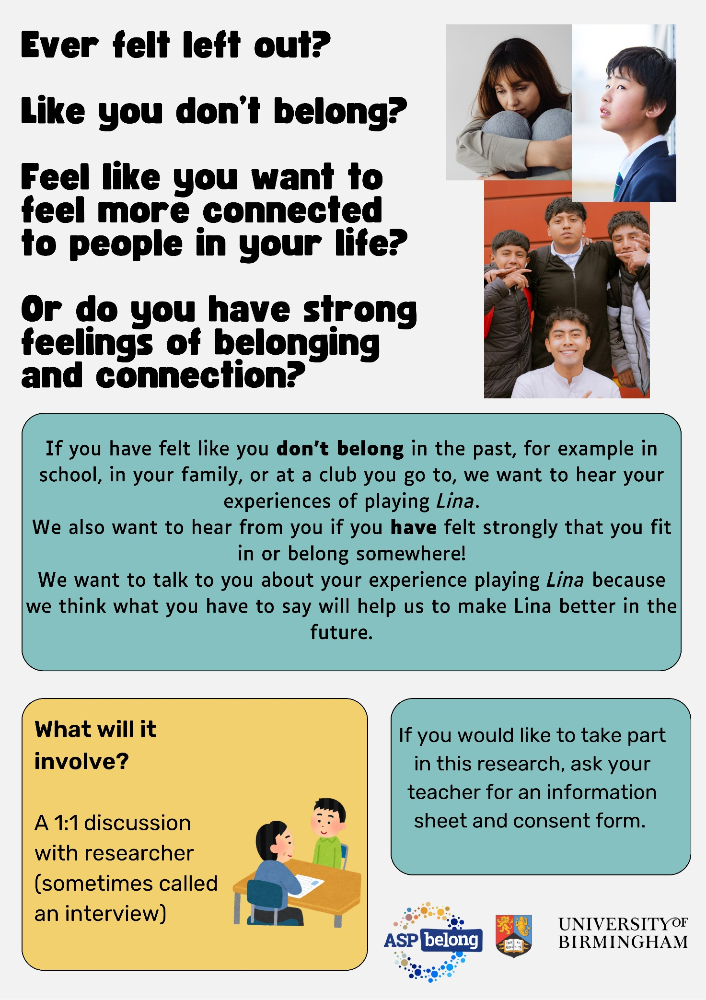 Ever felt left out?
Like you don't belong?
Feel like you want to
feel more connected
to people in your life?
Or do you have strong
feelings of belonging
and connection?
If you have felt like you don't belong in the past, for example in
school, in your family, or at a club you go to, we want to hear your
experiences of playing Lina.
We also want to hear from you if you have felt strongly that you fit
in or belong somewhere!
We want to talk to you about your experience playing Lina because
we think what you have to say will help us to make Lina better in the
future.
What will it
involve?
A 1:1 discussion
with researcher
(sometimes called
an interview)
If you would like to take part
in this research, ask your
teacher for an information
sheet and consent form.
ASP belong
PER AD
ARDUA ALTA
UNIVERSITY OF
BIRMINGHAM